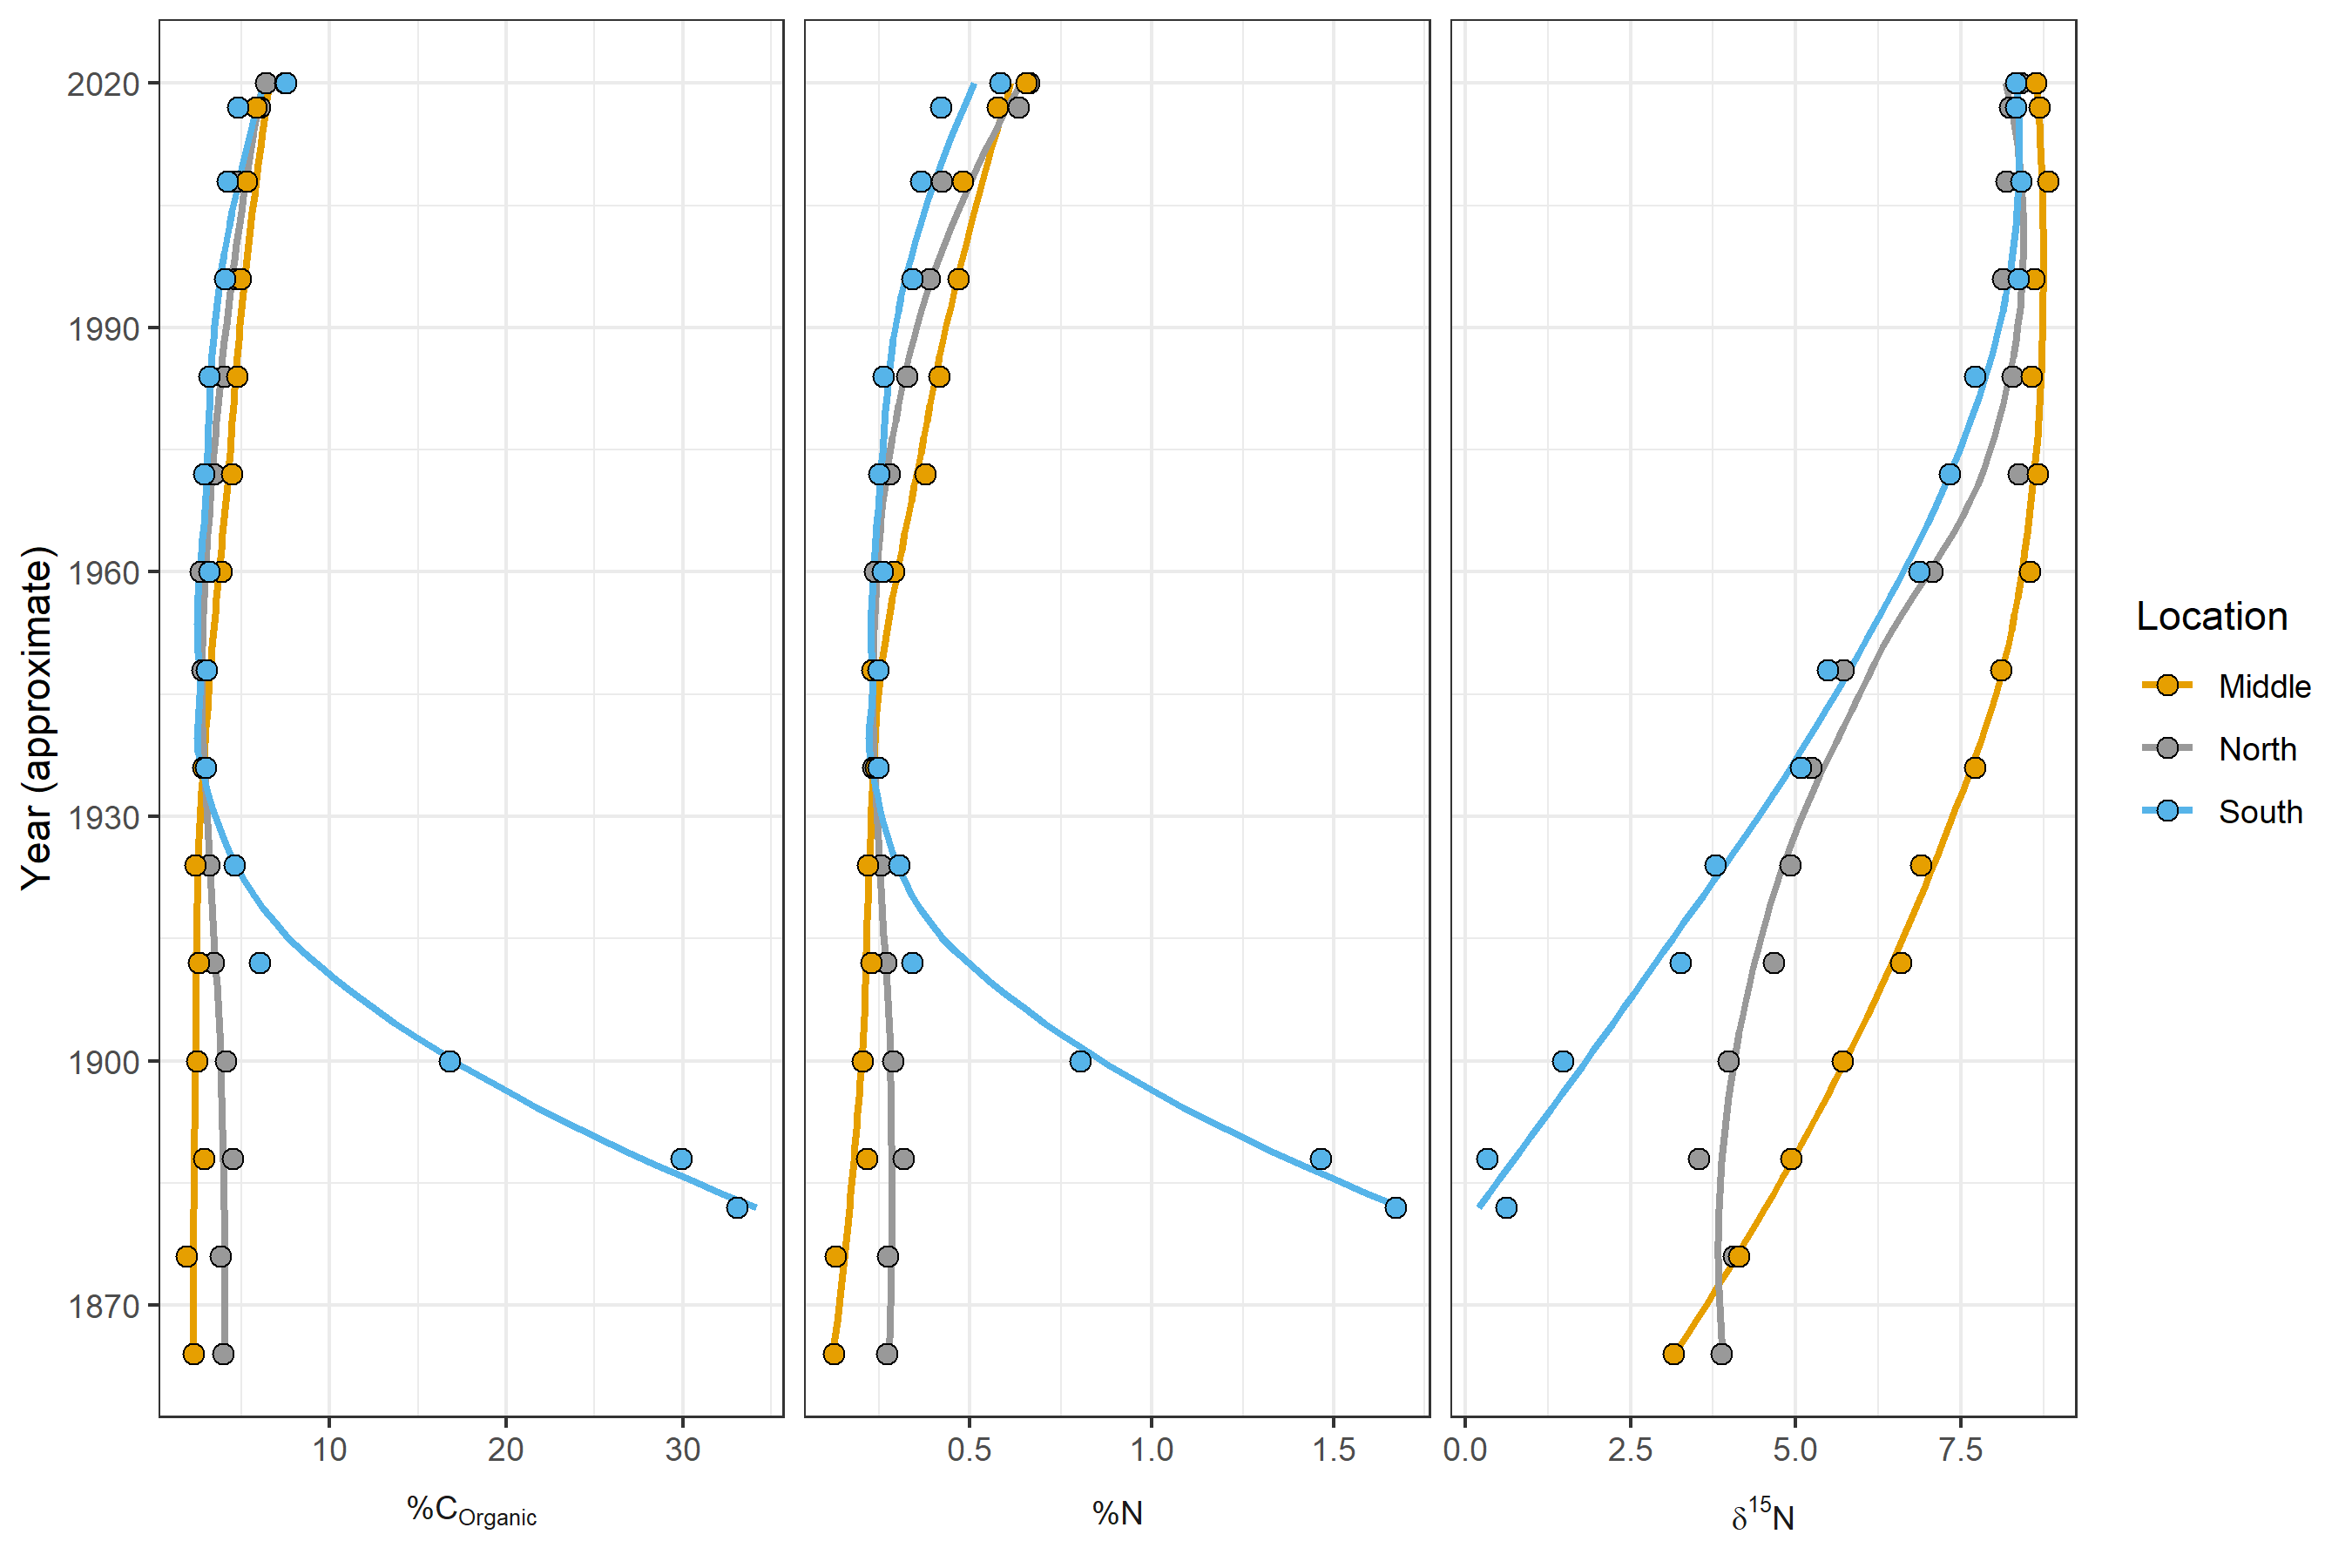 Year (approximate)
2020
1990
1960
1930
1900
1870
10 20 30
0.5 1.0 1.5
0.0 2.5 5.0 7.5
%C_Organic
%N
δ¹⁵N
Location
Middle
North
South